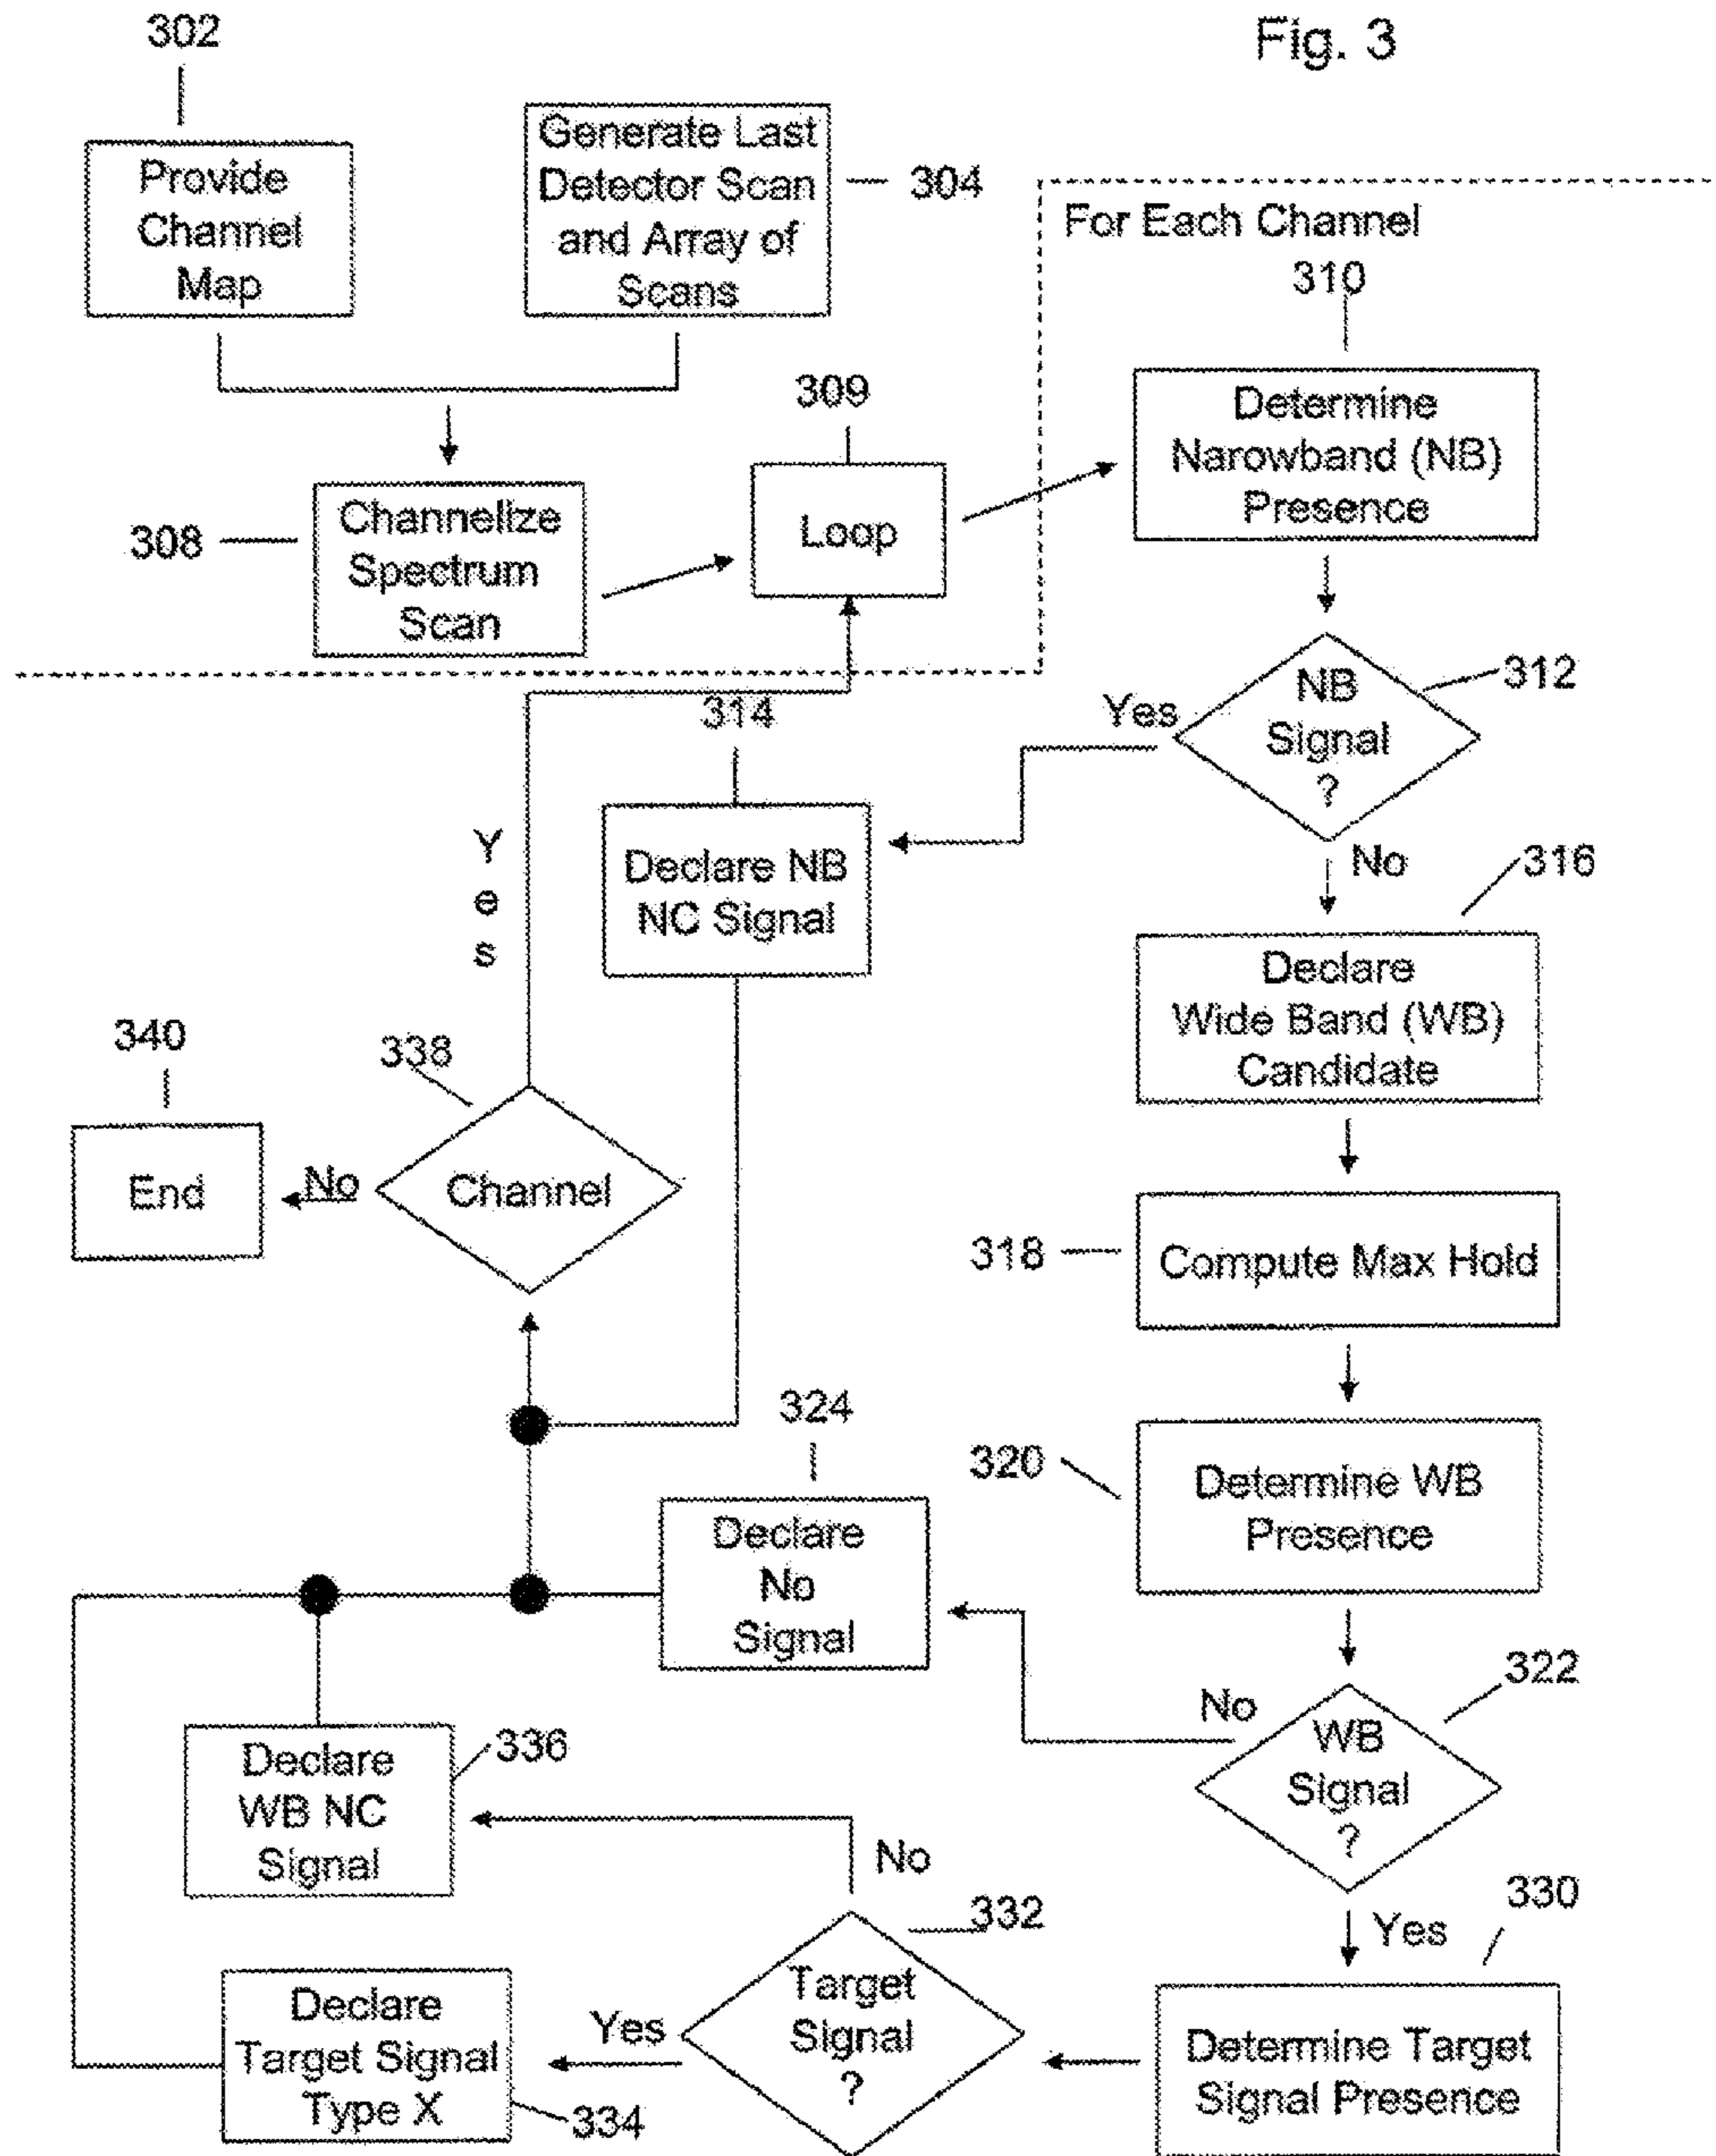 Fig. 3
302
Provide
Channel
Map
Generate Last
Detector Scan
and Array of
Scans
304
For Each Channel
310
Determine
Narowband (NB)
Presence
309
Loop
308
Channelize
Spectrum
Scan
NB
Signal
?
312
Yes
No
314
Declare NB
NC Signal
316
Declare
Wide Band (WB)
Candidate
Y
e
s
340
End
No
338
Channel
318
Compute Max Hold
320
Determine WB
Presence
324
Declare
No
Signal
322
WB
Signal
?
No
Yes
336
Declare
WB NC
Signal
No
332
Target
Signal
?
Yes
330
Determine Target
Signal Presence
Declare
Target Signal
Type X
334